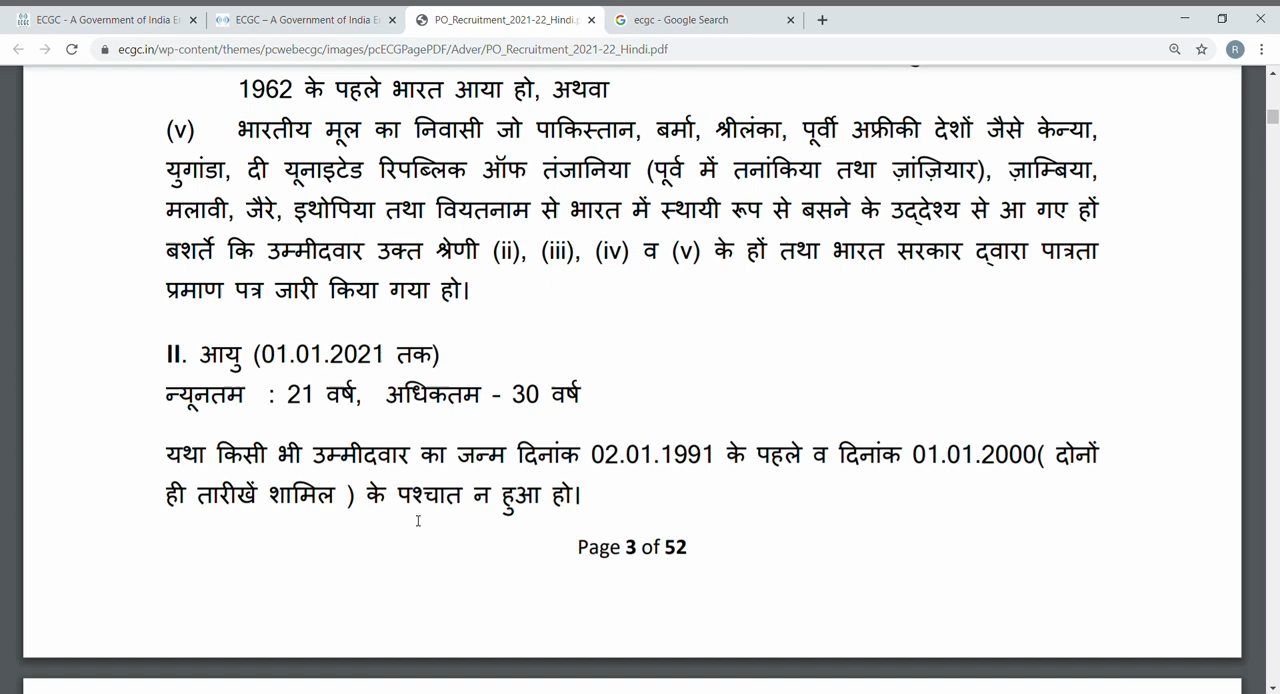 ECGC - A Government of India E
ECGC – A Government of India E
PO_Recruitment_2021-22_Hindi.p
ecgc - Google Search
ecgc.in/wp-content/themes/pcwebecgc/images/pcECGPagePDF/Adver/PO_Recruitment_2021-22_Hindi.pdf
R
1962 के पहले भारत आया हो, अथवा
(v) भारतीय मूल का निवासी जो पाकिस्तान, बर्मा, श्रीलंका, पूर्वी अफ्रीकी देशों जैसे केन्या,
युगांडा, दी यूनाइटेड रिपब्लिक ऑफ तंजानिया (पूर्व में तनांकिया तथा ज़ांज़ियार), ज़ाम्बिया,
मलावी, जैरे, इथोपिया तथा वियतनाम से भारत में स्थायी रूप से बसने के उद्देश्य से आ गए हों
बशर्ते कि उम्मीदवार उक्त श्रेणी (ii), (iii), (iv) व (v) के हों तथा भारत सरकार द्वारा पात्रता
प्रमाण पत्र जारी किया गया हो।
II. आयु (01.01.2021 तक)
न्यूनतम : 21 वर्ष, अधिकतम - 30 वर्ष
यथा किसी भी उम्मीदवार का जन्म दिनांक 02.01.1991 के पहले व दिनांक 01.01.2000( दोनों
ही तारीखें शामिल ) के पश्चात न हुआ हो।
Page 3 of 52